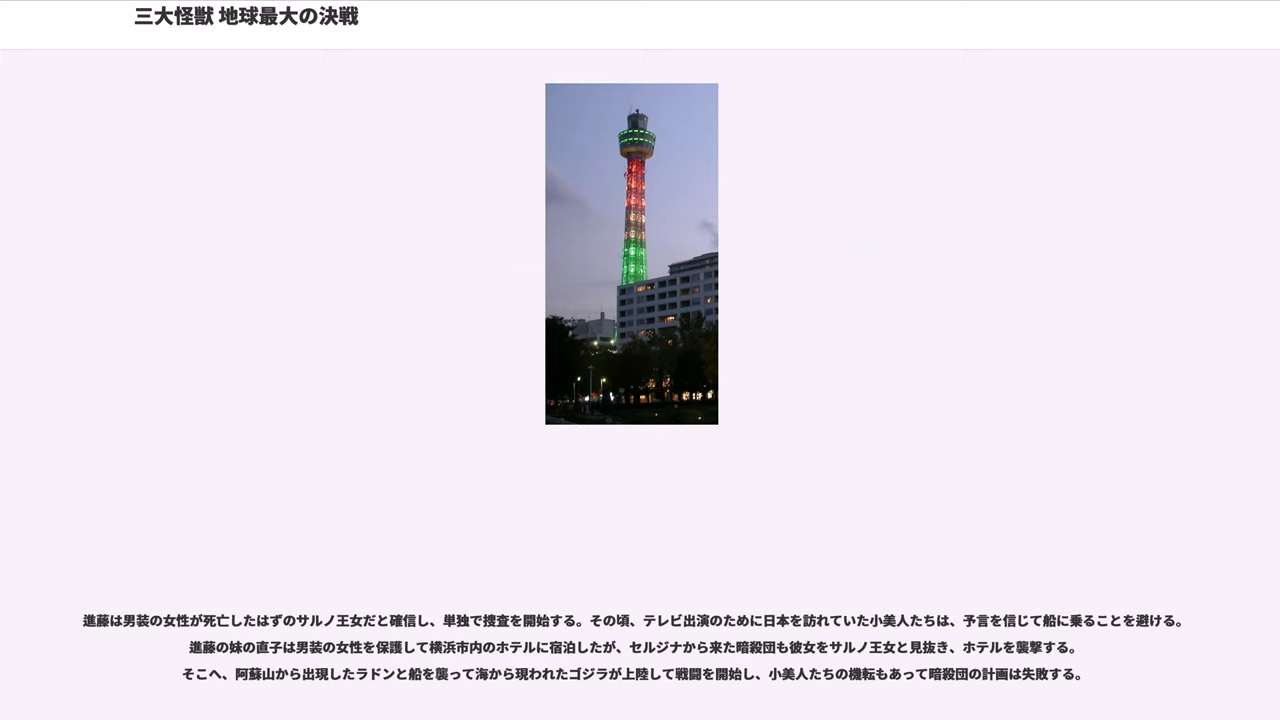 三大怪獣 地球最大の決戦
進藤は男装の女性が死亡したはずのサルノ王女だと確信し、単独で捜査を開始する。その頃、テレビ出演のために日本を訪れていた小美人たちは、予言を信じて船に乗ることを避ける。
進藤の妹の直子は男装の女性を保護して横浜市内のホテルに宿泊したが、セルジナから来た暗殺団も彼女をサルノ王女と見抜き、ホテルを襲撃する。
そこへ、阿蘇山から出現したラドンと船を襲って海から現われたゴジラが上陸して戦闘を開始し、小美人たちの機転もあって暗殺団の計画は失敗する。